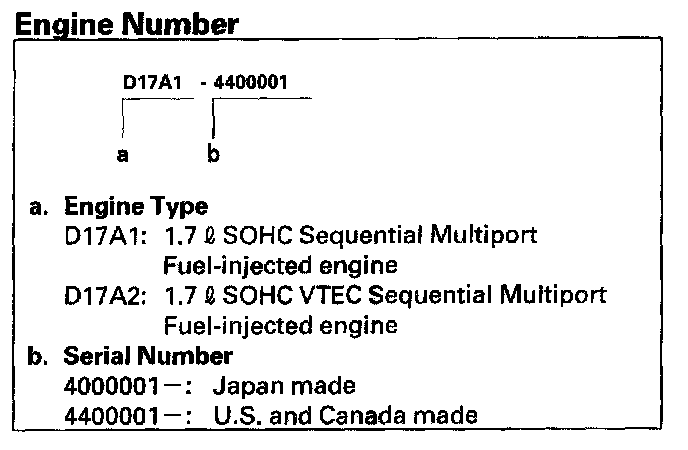 Engine Number
D17A1 - 4400001
a b
a. Engine Type
D17A1: 1.7 ℓ SOHC Sequential Multiport
Fuel-injected engine
D17A2: 1.7 ℓ SOHC VTEC Sequential Multiport
Fuel-injected engine
b. Serial Number
4000001—: Japan made
4400001—: U.S. and Canada made